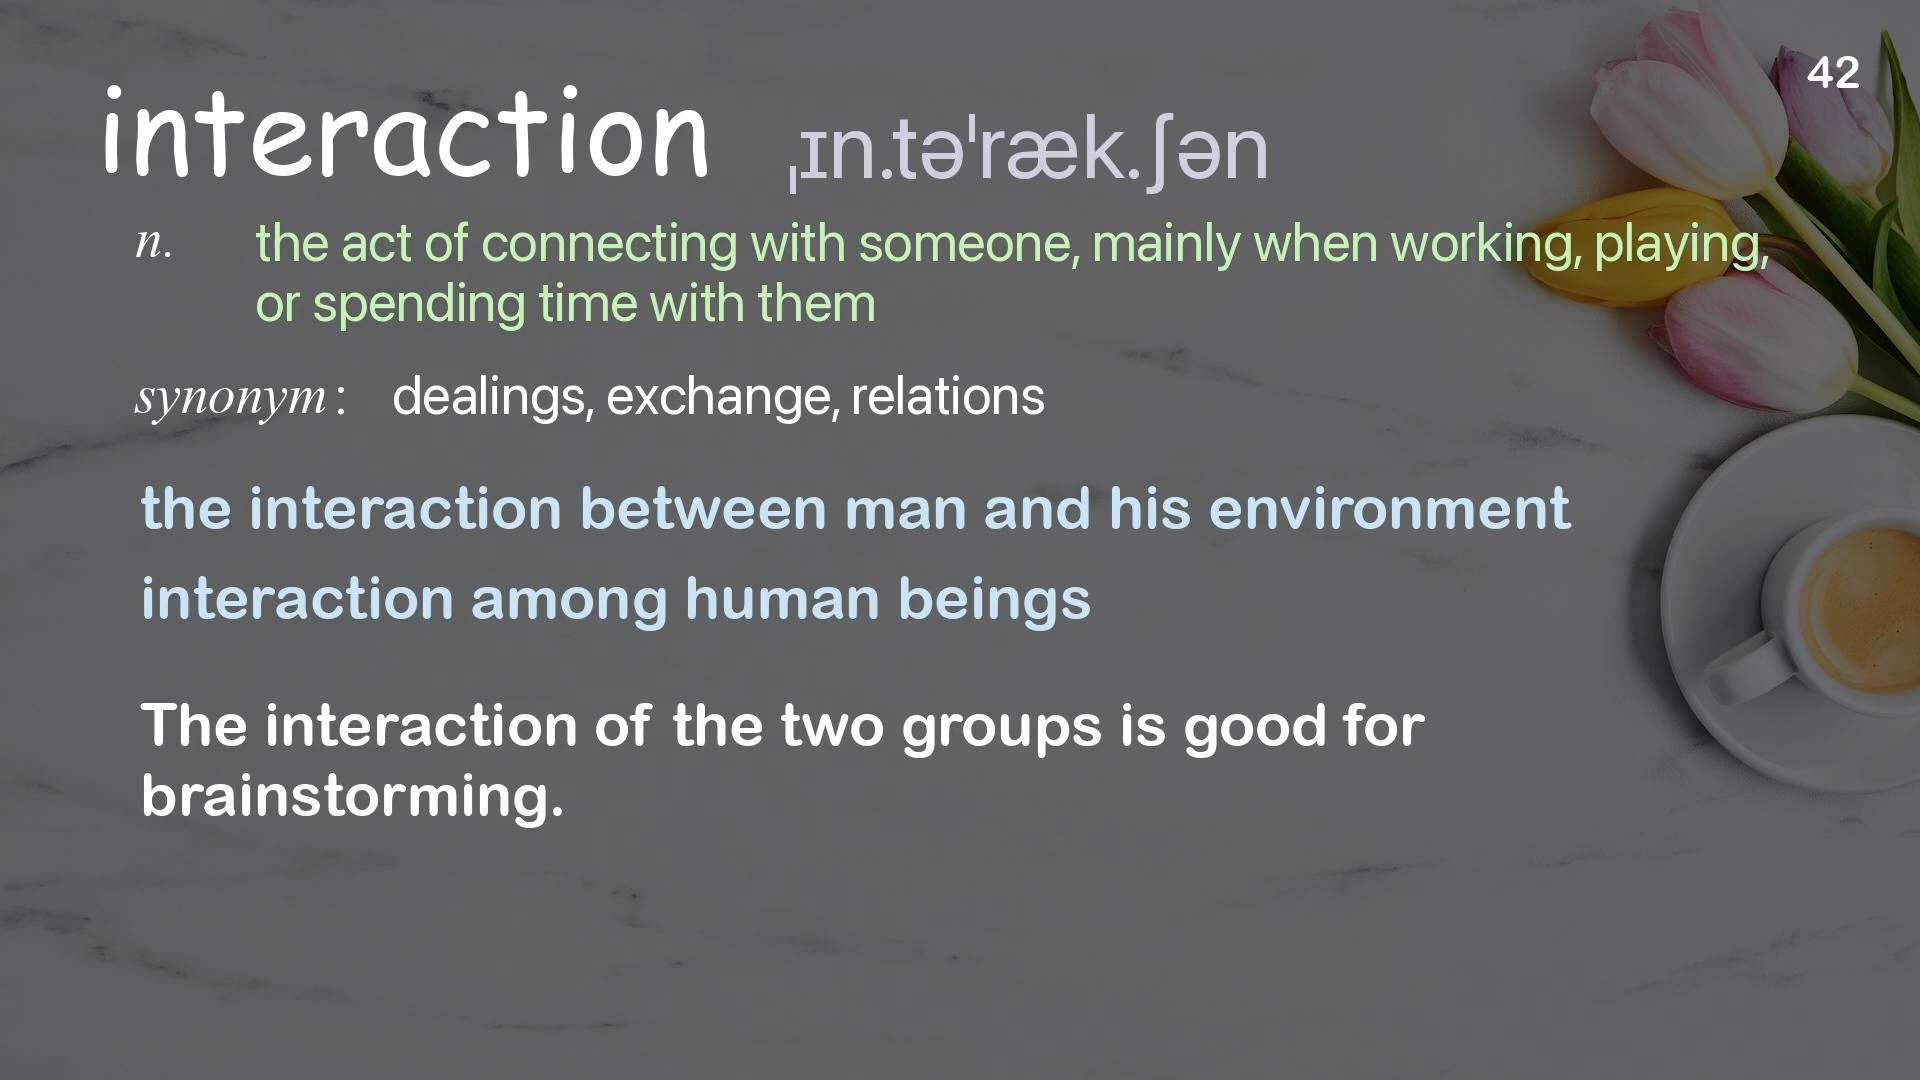 42
interaction ˌɪn.təˈræk.ʃən
n. the act of connecting with someone, mainly when working, playing,
or spending time with them
synonym: dealings, exchange, relations
the interaction between man and his environment
interaction among human beings
The interaction of the two groups is good for
brainstorming.